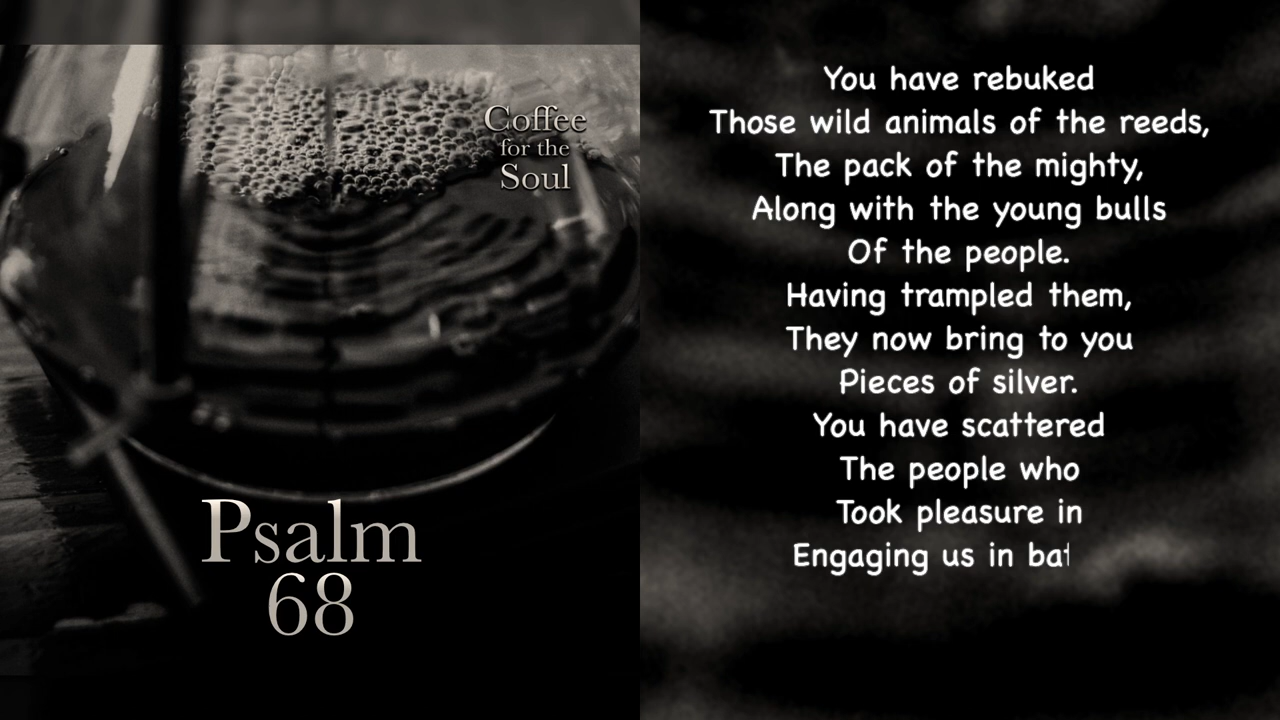 Coffee
for the
Soul
Psalm
68
You have rebuked
Those wild animals of the reeds,
The pack of the mighty,
Along with the young bulls
Of the people.
Having trampled them,
They now bring to you
Pieces of silver.
You have scattered
The people who
Took pleasure in
Engaging us in bat